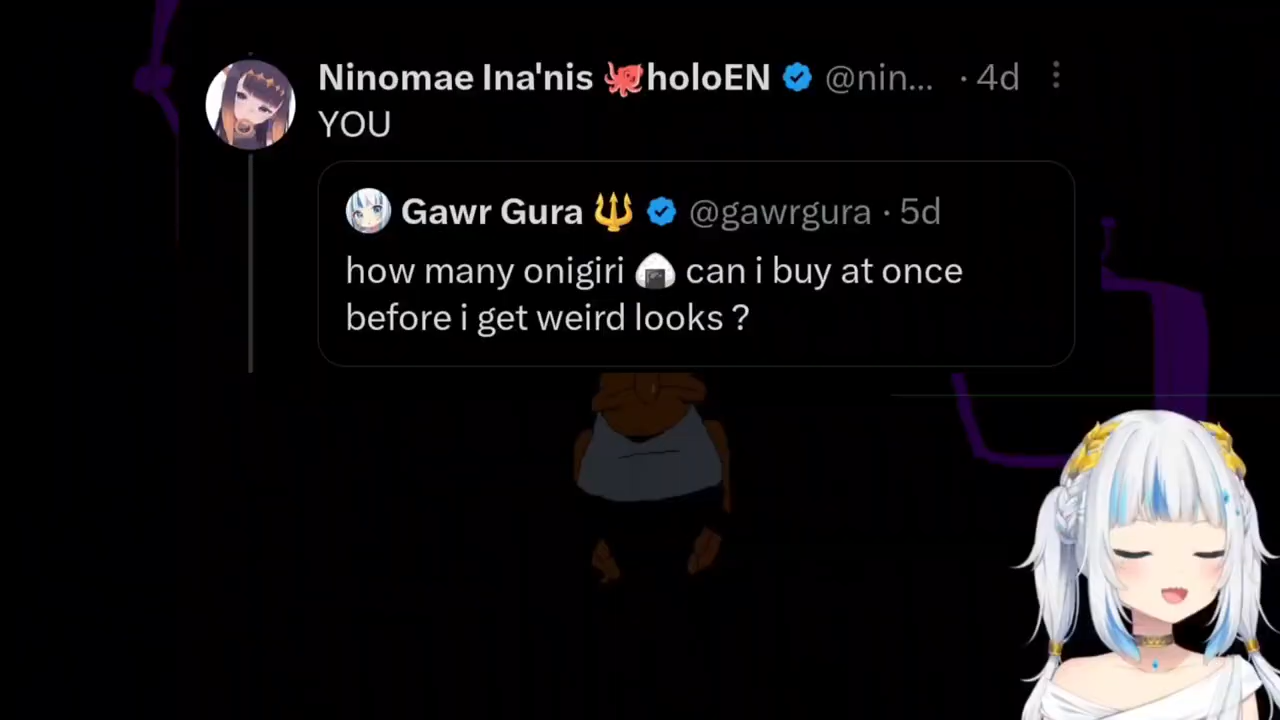 Ninomae Ina'nis 🐙holoEN @nin... · 4d
YOU
Gawr Gura 🔱 @gawrgura · 5d
how many onigiri 🍙 can i buy at once
before i get weird looks ?